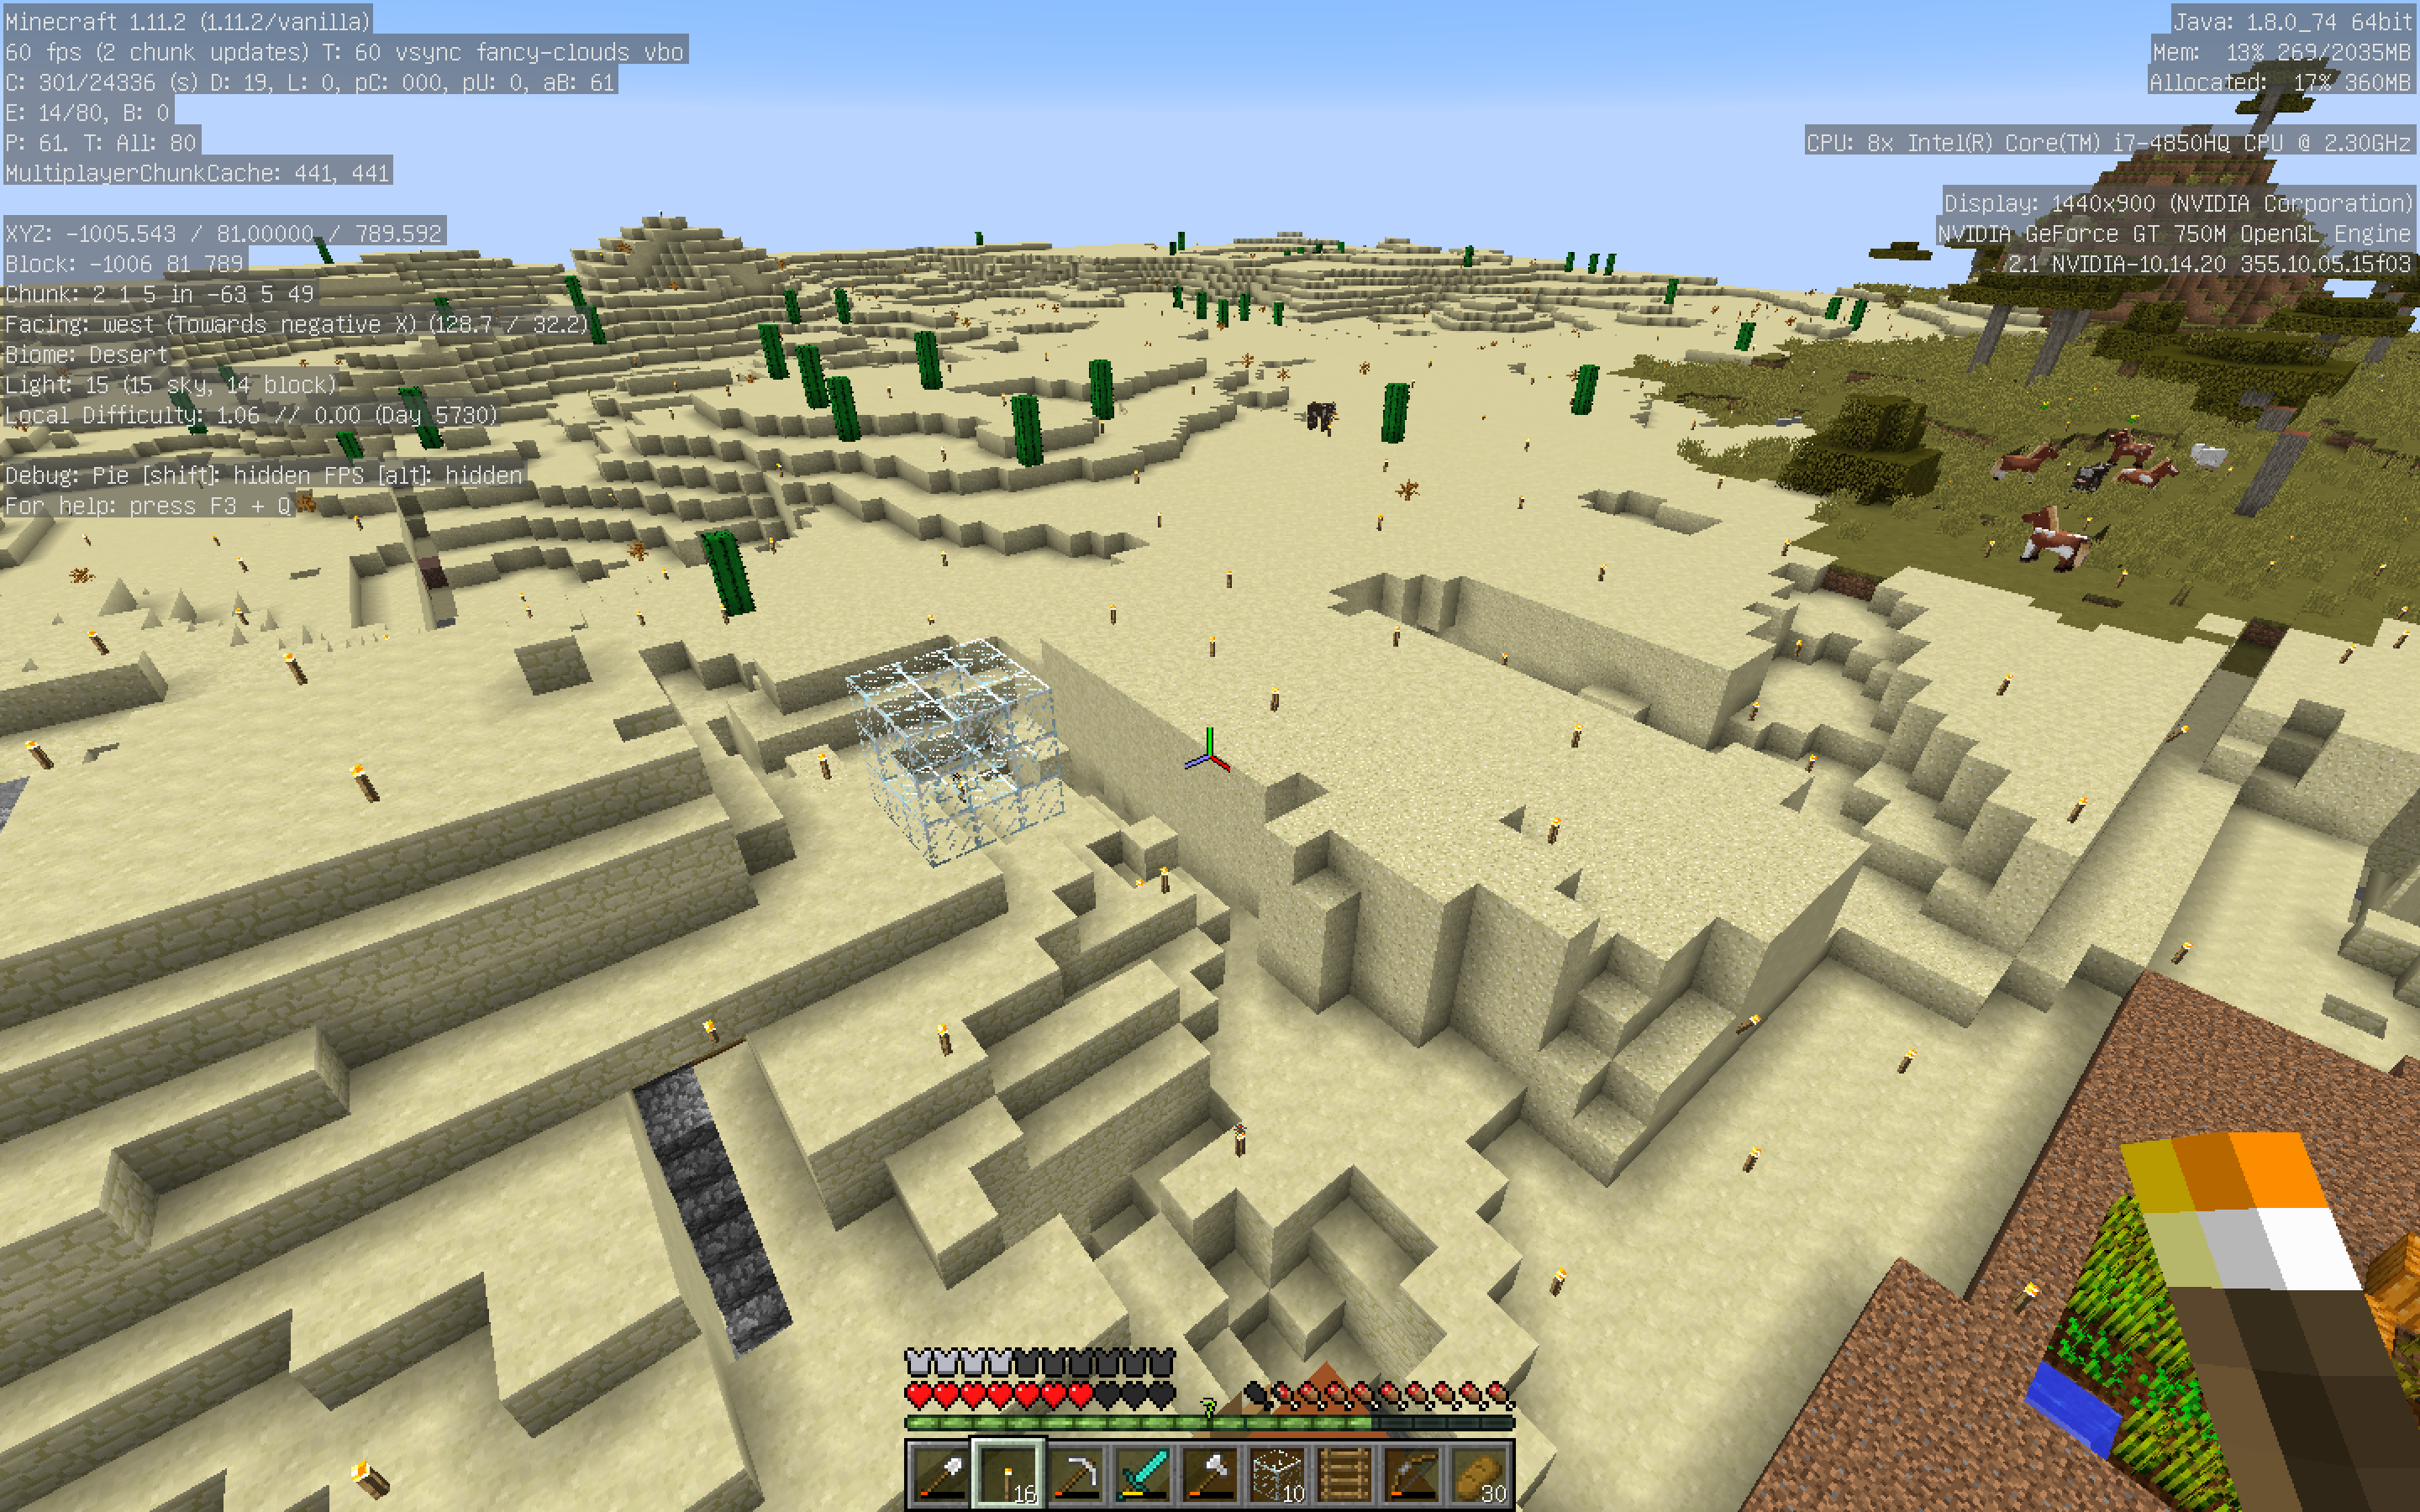 Minecraft 1.11.2 (1.11.2/vanilla)
60 fps (2 chunk updates) T: 60 vsync fancy-clouds vbo
C: 301/24336 (s) D: 19, L: 0, pC: 000, pU: 0, aB: 61
E: 14/80, B: 0
P: 61. T: All: 80
MultiplayerChunkCache: 441, 441
XYZ: -1005.543 / 81.00000 / 789.592
Block: -1006 81 789
Chunk: 2 1 5 in -63 5 49
Facing: west (Towards negative X) (128.7 / 32.2)
Biome: Desert
Light: 15 (15 sky, 14 block)
Local Difficulty: 1.06 // 0.00 (Day 5730)
Debug: Pie [shift]: hidden FPS [alt]: hidden
For help: press F3 + Q
Java: 1.8.0_74 64bit
Mem: 13% 269/2035MB
Allocated: 17% 360MB
CPU: 8x Intel(R) Core(TM) i7-4850HQ CPU @ 2.30GHz
Display: 1440x900 (NVIDIA Corporation)
NVIDIA GeForce GT 750M OpenGL Engine
2.1 NVIDIA-10.14.20 355.10.05.15f03
16
10
30